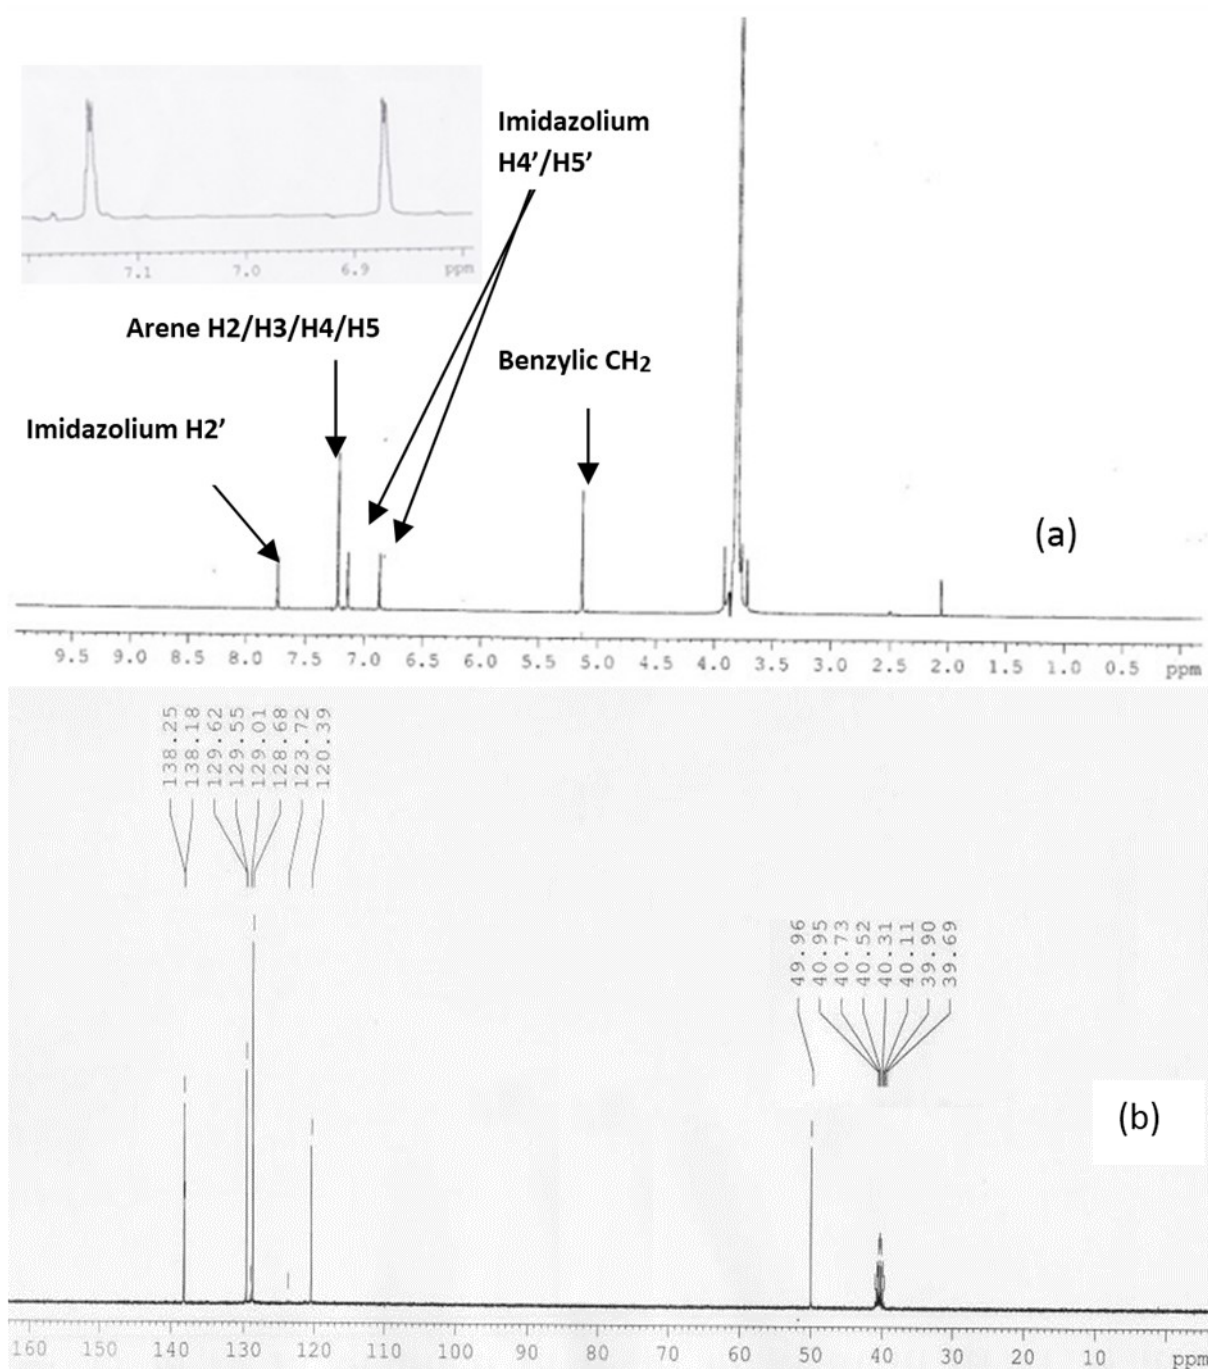 Imidazolium
H4’/H5’
7.1 7.0 6.9 ppm
Arene H2/H3/H4/H5
Benzylic CH2
Imidazolium H2’
(a)
9.5 9.0 8.5 8.0 7.5 7.0 6.5 6.0 5.5 5.0 4.5 4.0 3.5 3.0 2.5 2.0 1.5 1.0 0.5 ppm
138.25
138.18
129.62
129.55
129.01
128.68
123.72
120.39
49.96
40.95
40.73
40.52
40.31
40.11
39.90
39.69
(b)
160 150 140 130 120 110 100 90 80 70 60 50 40 30 20 10 ppm